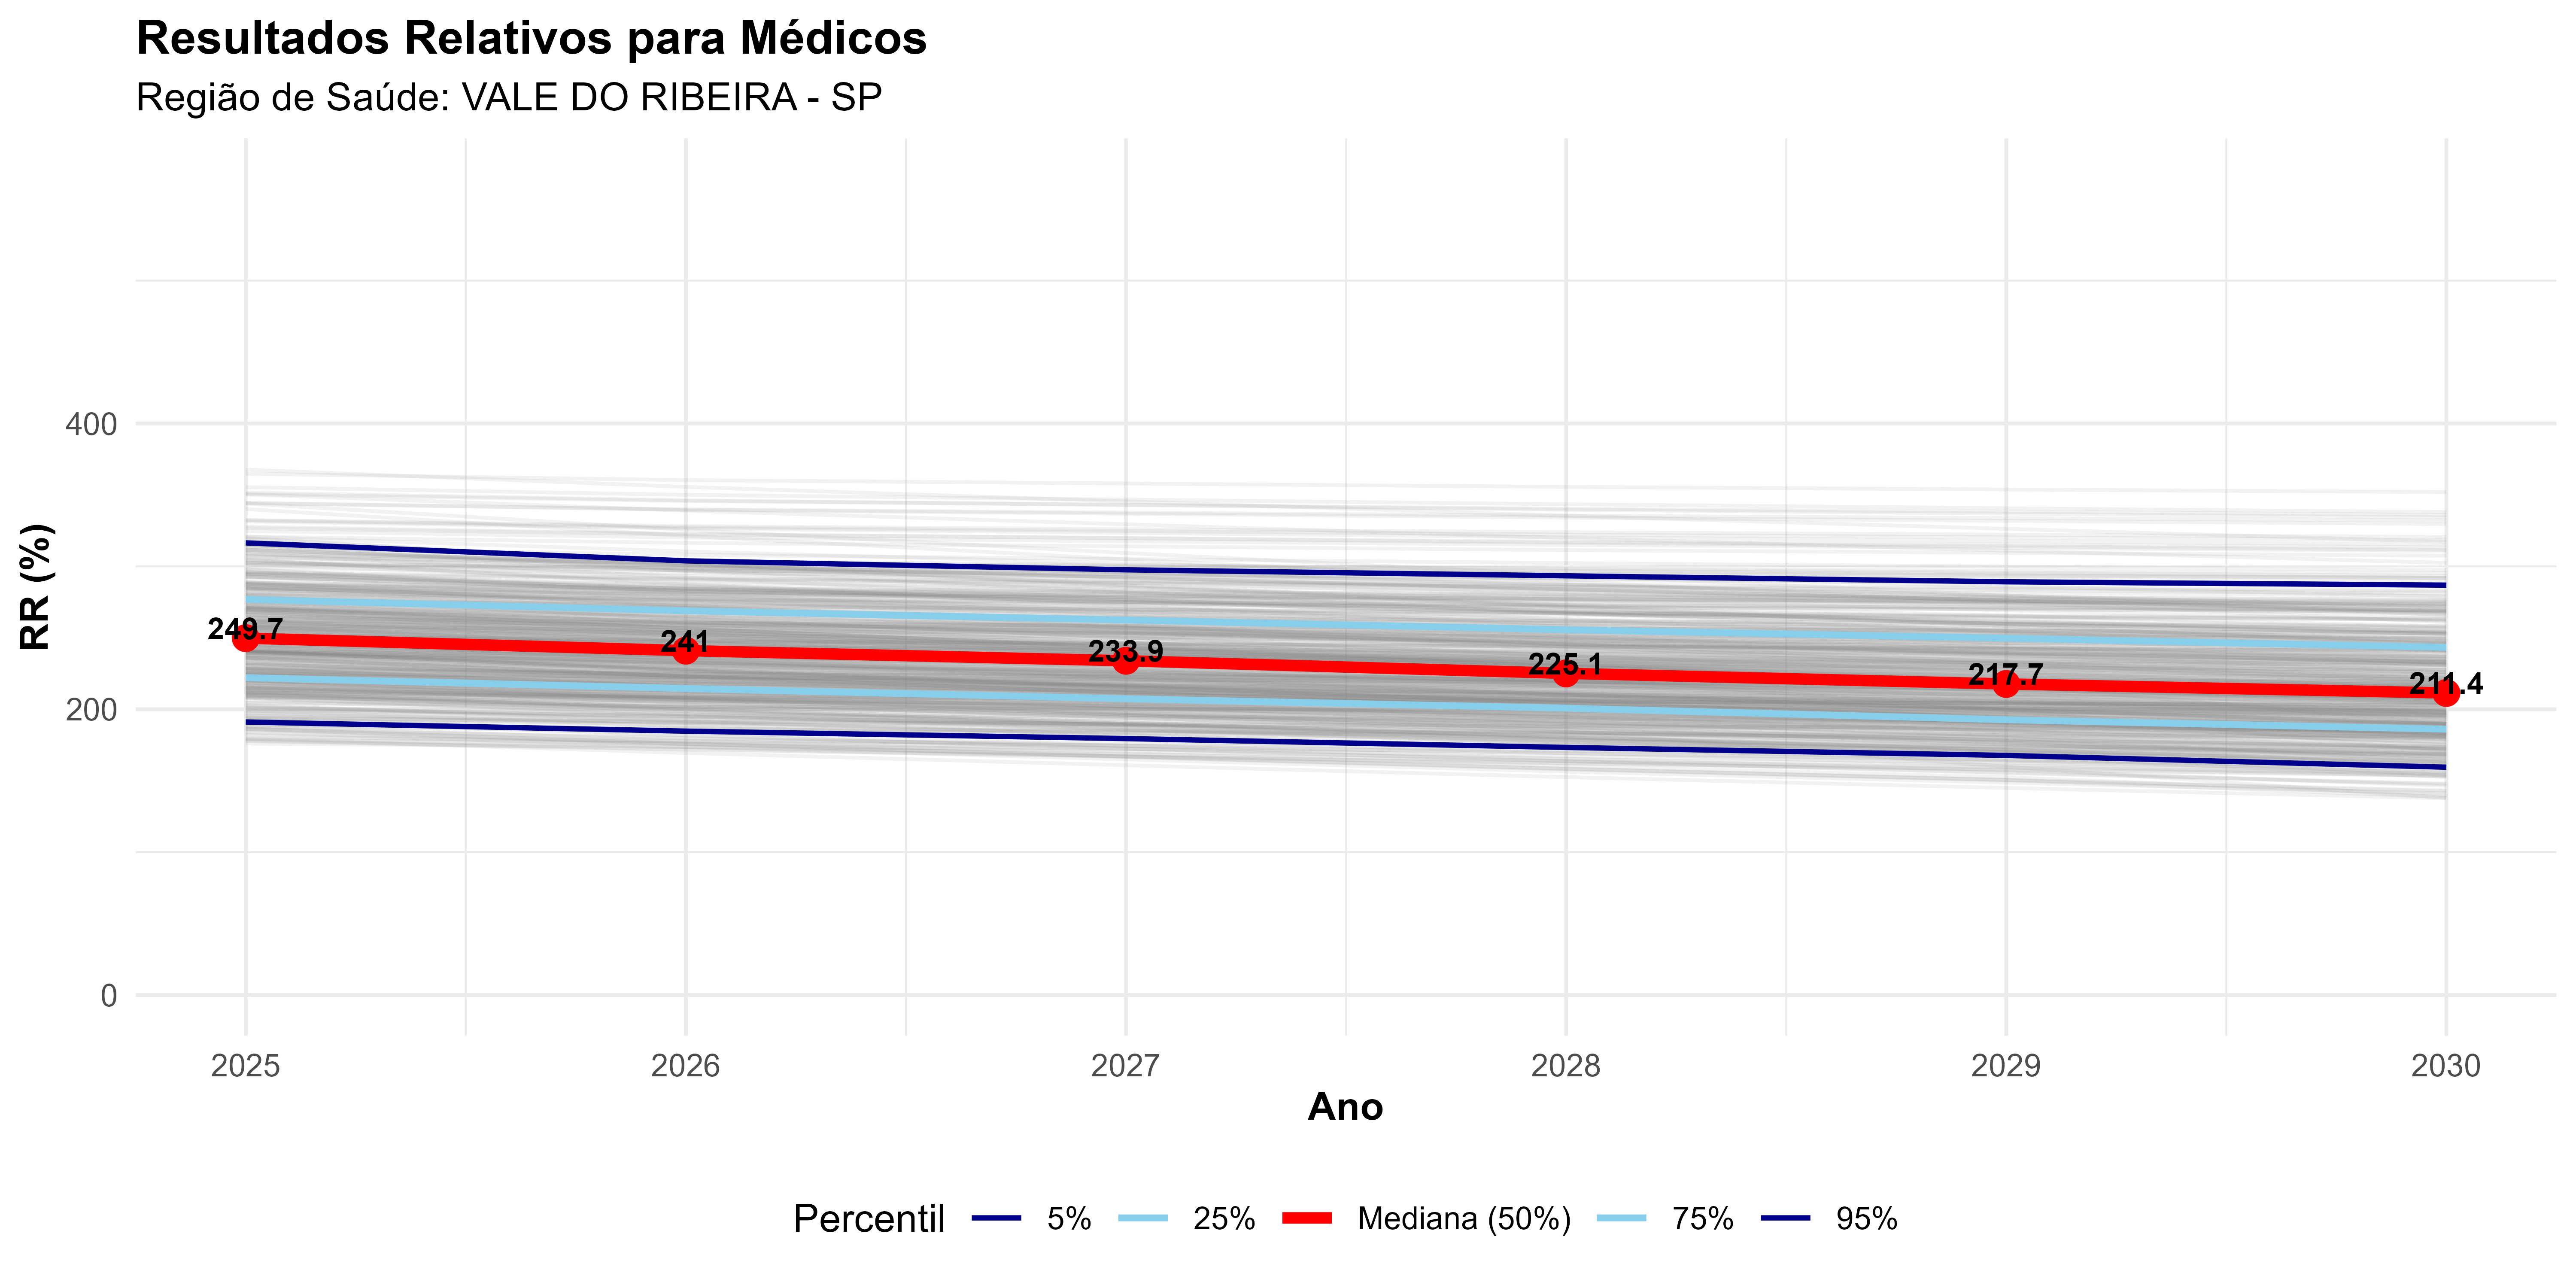 Resultados Relativos para Médicos
Região de Saúde: VALE DO RIBEIRA - SP
RR (%)
400
200
0
249.7
241
233.9
225.1
217.7
211.4
2025 2026 2027 2028 2029 2030
Ano
Percentil 5% 25% Mediana (50%) 75% 95%